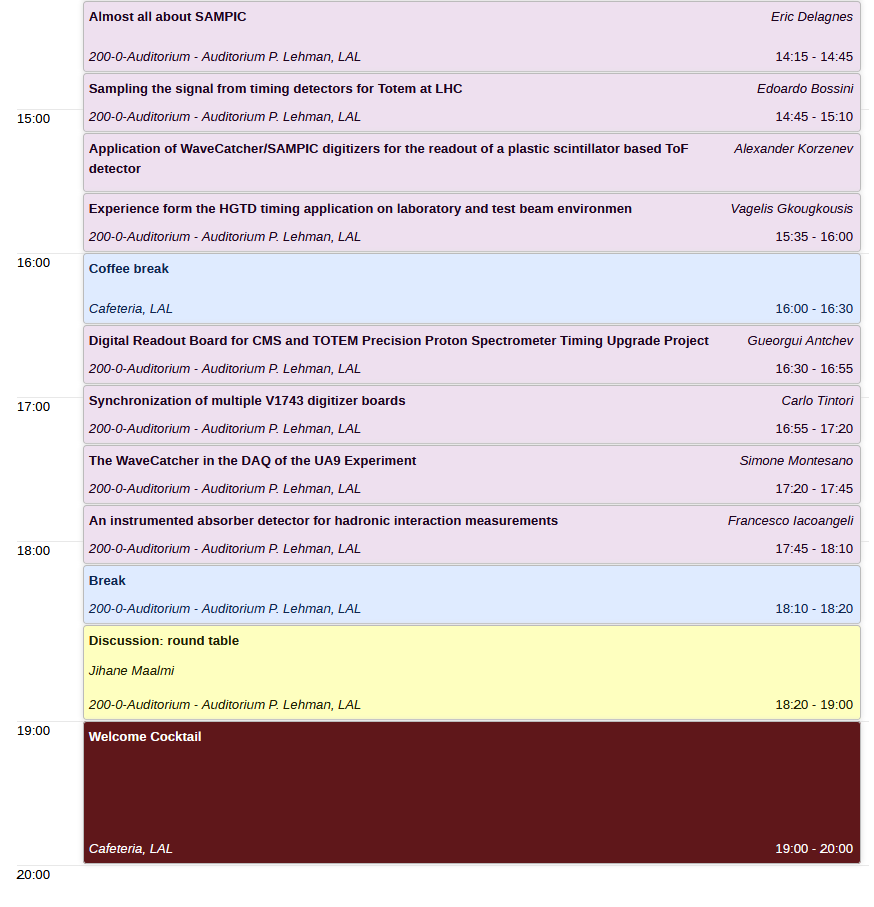 Almost all about SAMPIC Eric Delagnes
200-0-Auditorium - Auditorium P. Lehman, LAL 14:15 - 14:45
Sampling the signal from timing detectors for Totem at LHC Edoardo Bossini
15:00 200-0-Auditorium - Auditorium P. Lehman, LAL 14:45 - 15:10
Application of WaveCatcher/SAMPIC digitizers for the readout of a plastic scintillator based ToF Alexander Korzenev
detector
Experience form the HGTD timing application on laboratory and test beam environmen Vagelis Gkougkousis
200-0-Auditorium - Auditorium P. Lehman, LAL 15:35 - 16:00
16:00 Coffee break
Cafeteria, LAL 16:00 - 16:30
Digital Readout Board for CMS and TOTEM Precision Proton Spectrometer Timing Upgrade Project Gueorgui Antchev
200-0-Auditorium - Auditorium P. Lehman, LAL 16:30 - 16:55
17:00 Synchronization of multiple V1743 digitizer boards Carlo Tintori
200-0-Auditorium - Auditorium P. Lehman, LAL 16:55 - 17:20
The WaveCatcher in the DAQ of the UA9 Experiment Simone Montesano
200-0-Auditorium - Auditorium P. Lehman, LAL 17:20 - 17:45
An instrumented absorber detector for hadronic interaction measurements Francesco Iacoangeli
18:00 200-0-Auditorium - Auditorium P. Lehman, LAL 17:45 - 18:10
Break
200-0-Auditorium - Auditorium P. Lehman, LAL 18:10 - 18:20
Discussion: round table
Jihane Maalmi
200-0-Auditorium - Auditorium P. Lehman, LAL 18:20 - 19:00
19:00 Welcome Cocktail
Cafeteria, LAL 19:00 - 20:00
20:00